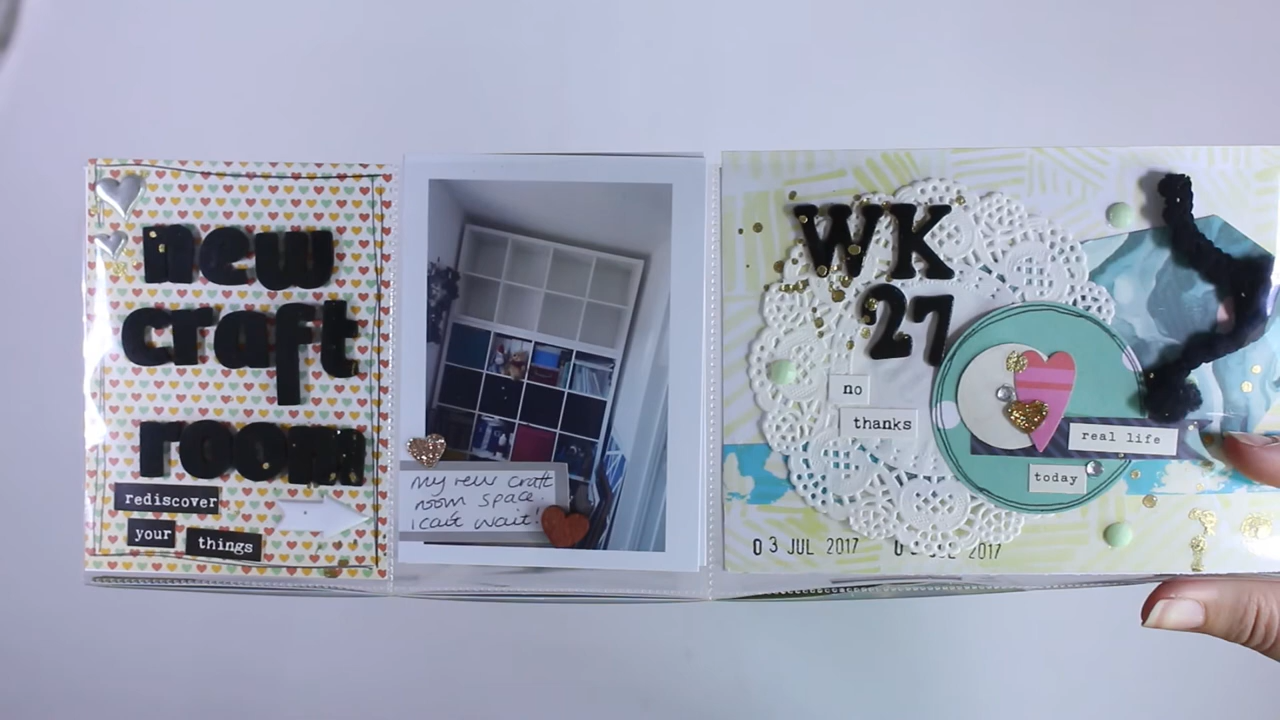 new
craft
room
rediscover
your
things
my new craft
room space.
i can't wait!
WK
27
no
thanks
real life
today
03 JUL 2017
2017